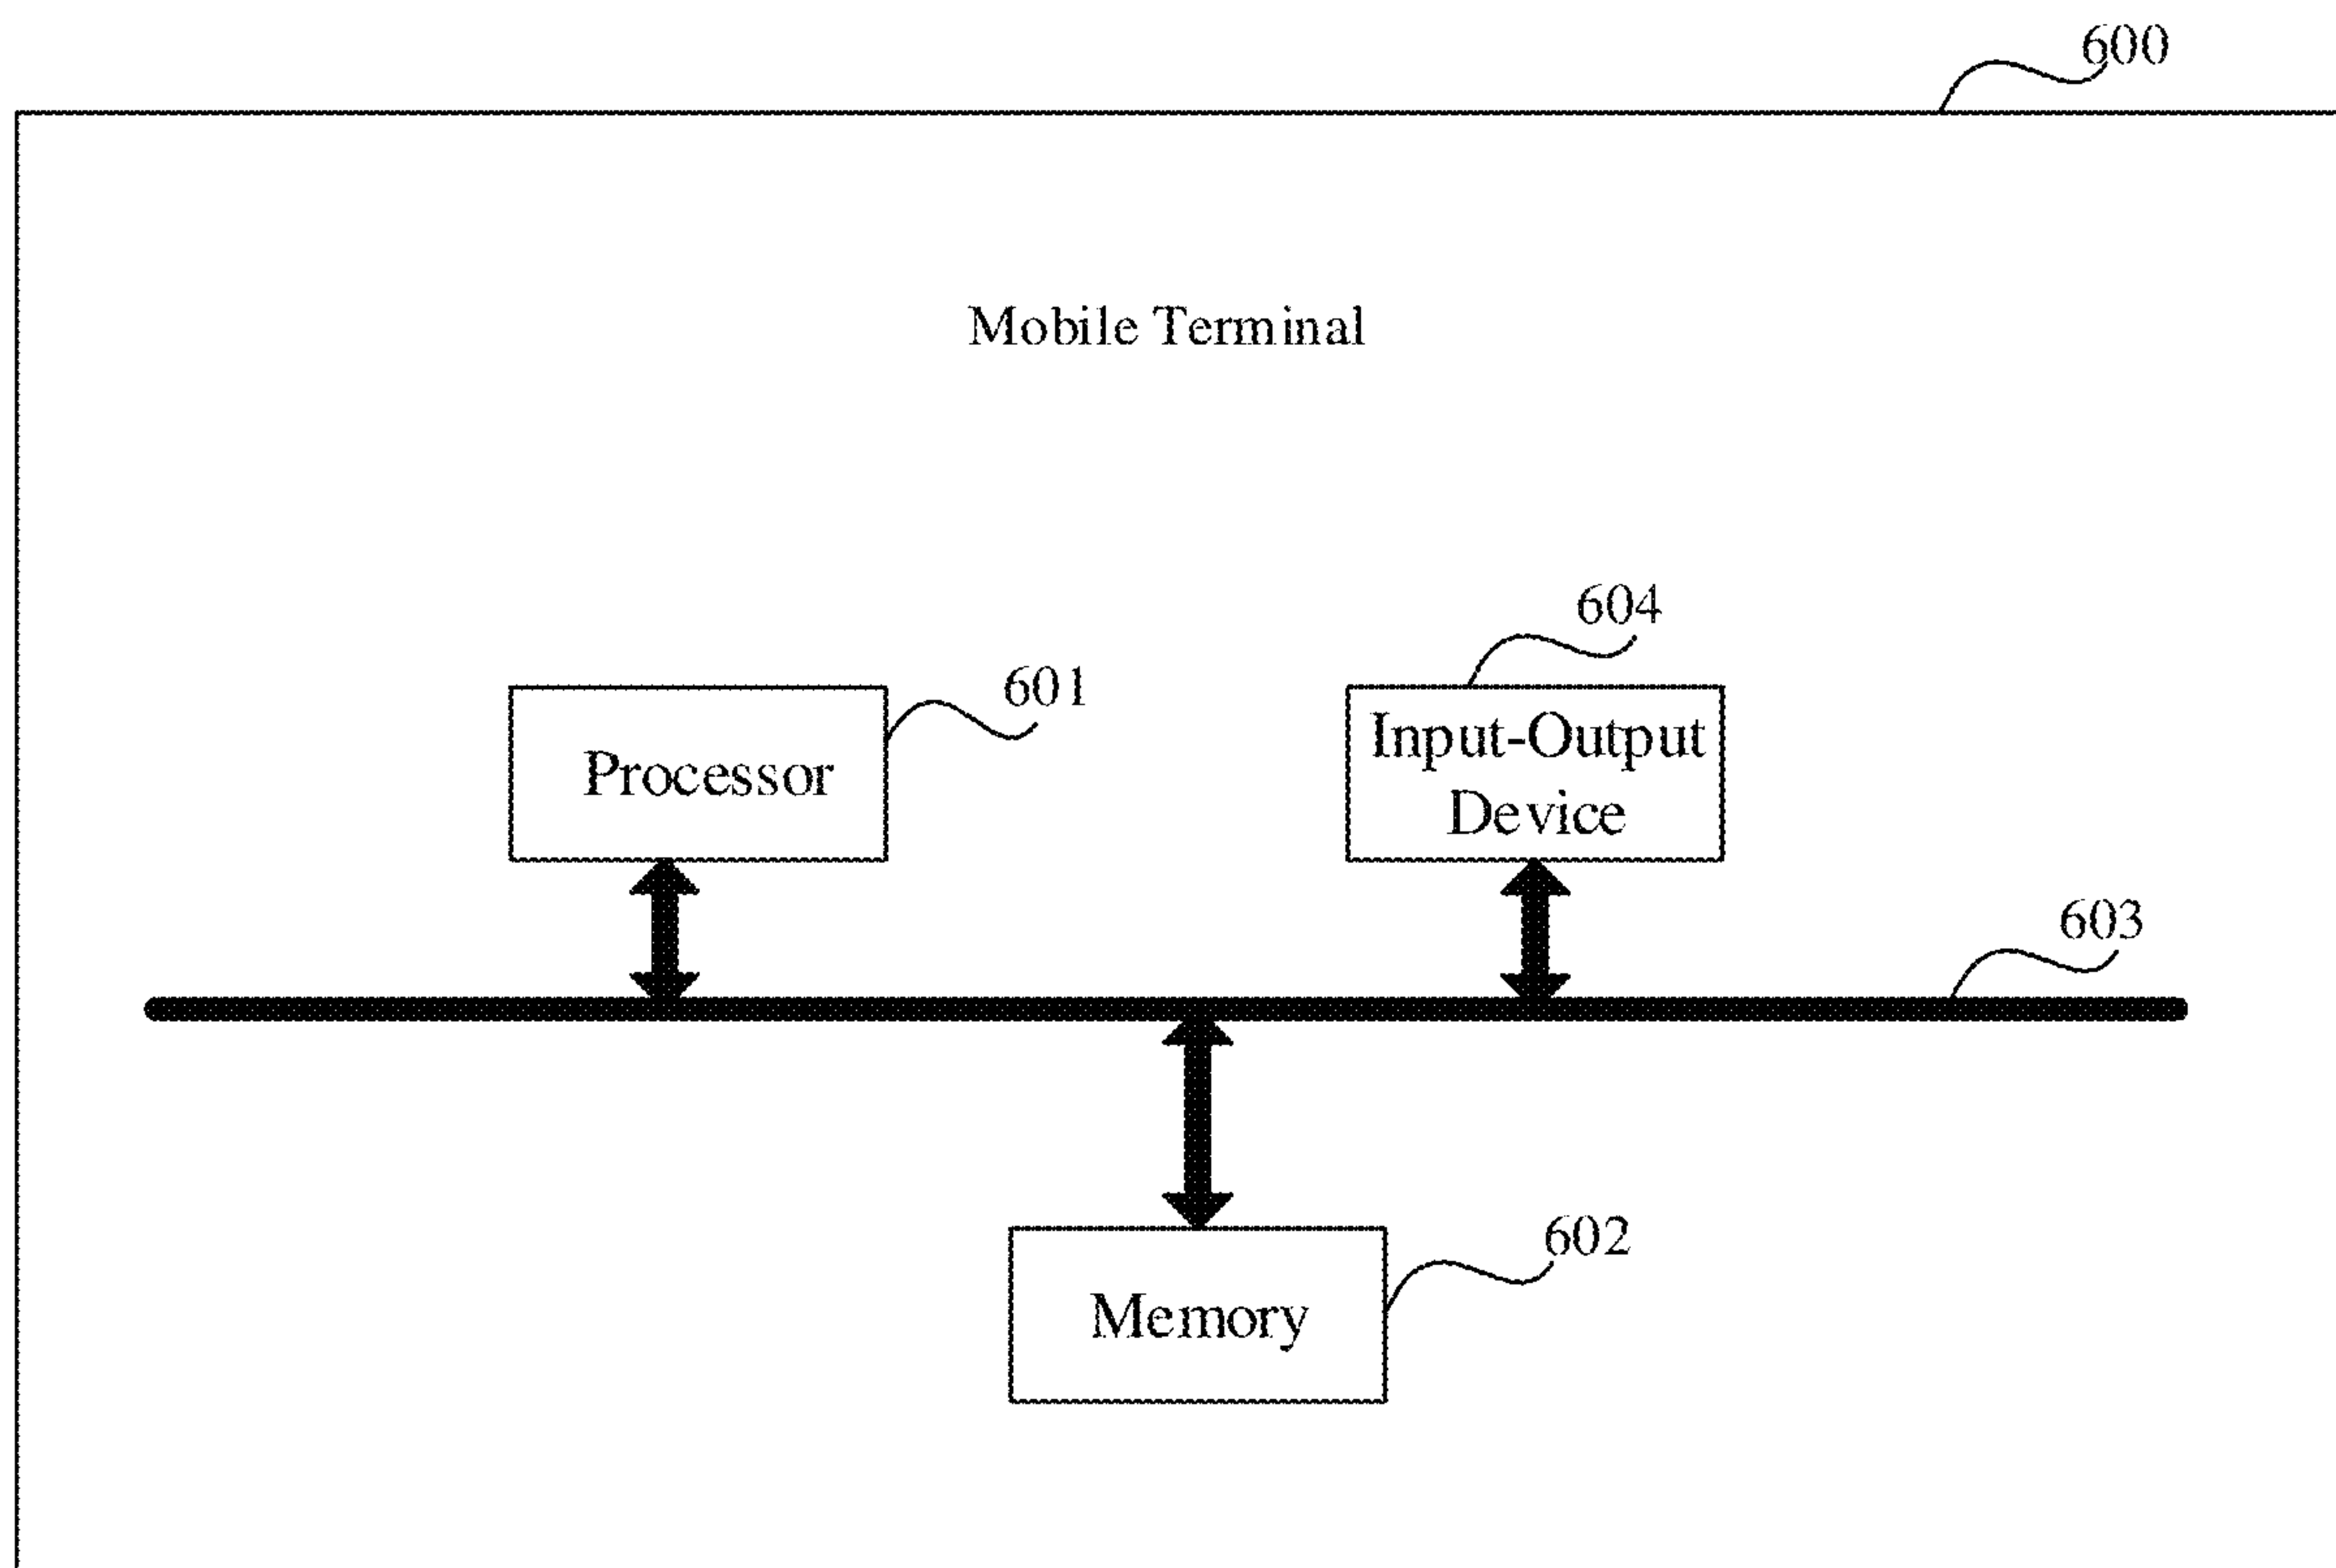 600
Mobile Terminal
604
601
Input-Output
Processor
Device
603
602
Memory